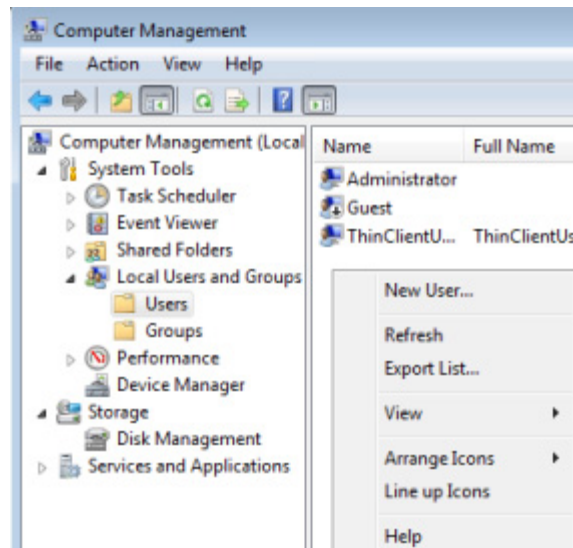 Computer Management
File Action View Help
Computer Management (Local
System Tools
Task Scheduler
Event Viewer
Shared Folders
Local Users and Groups
Users
Groups
Performance
Device Manager
Storage
Disk Management
Services and Applications
Name Full Name
Administrator
Guest
ThinClientU... ThinClientUs
New User...
Refresh
Export List...
View
Arrange Icons
Line up Icons
Help